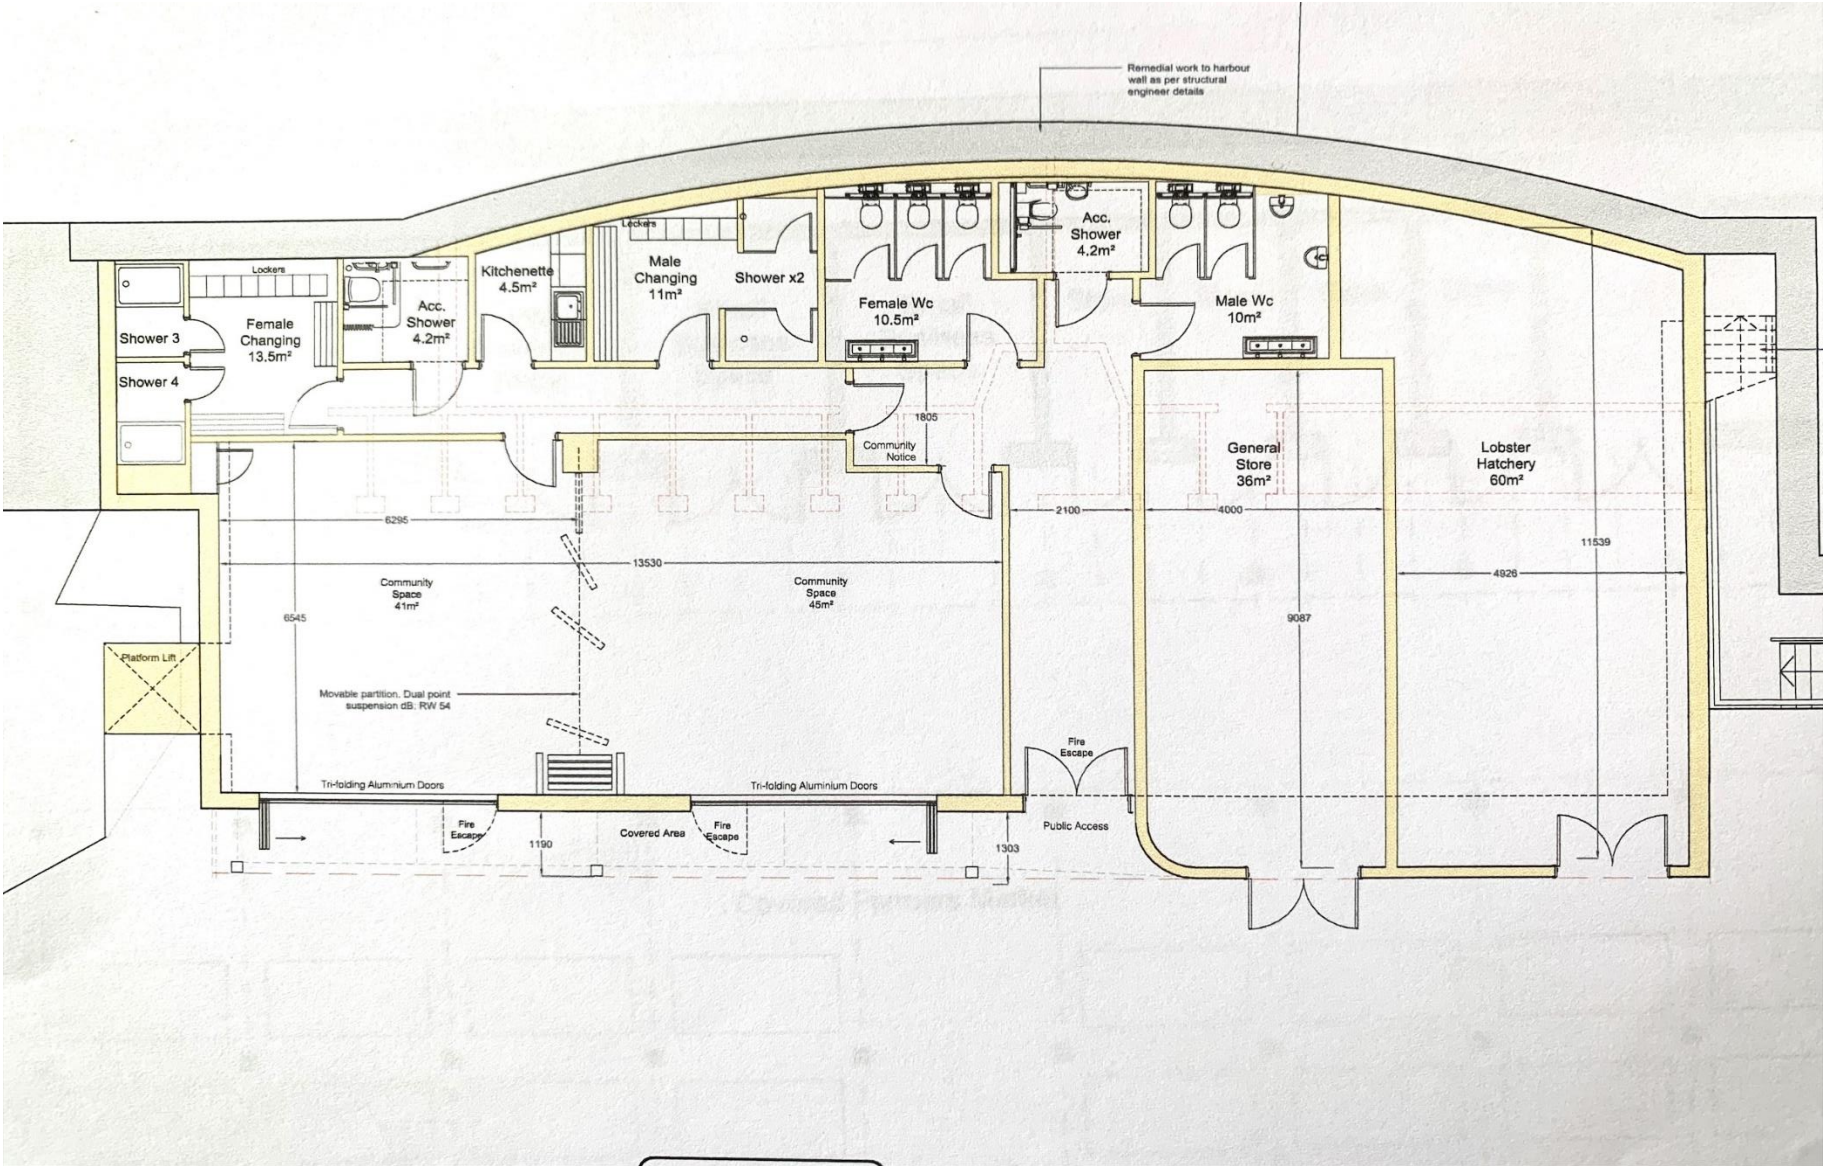 Remedial work to harbour
wall as per structural
engineer details
Lockers
Shower 3
Shower 4
Female
Changing
13.5m²
Acc.
Shower
4.2m²
Kitchenette
4.5m²
Lockers
Male
Changing
11m²
Shower x2
Female Wc
10.5m²
Acc.
Shower
4.2m²
Male Wc
10m²
1805
Community
Notice
General
Store
36m²
Lobster
Hatchery
60m²
6295
2100
4000
11539
13530
4926
Community
Space
41m²
Community
Space
45m²
6545
9087
Platform Lift
Movable partition. Dual point
suspension dB: RW 54
Fire
Escape
Tri-folding Aluminium Doors
Tri-folding Aluminium Doors
Fire
Escape
Covered Area
Fire
Escape
Public Access
1190
1303